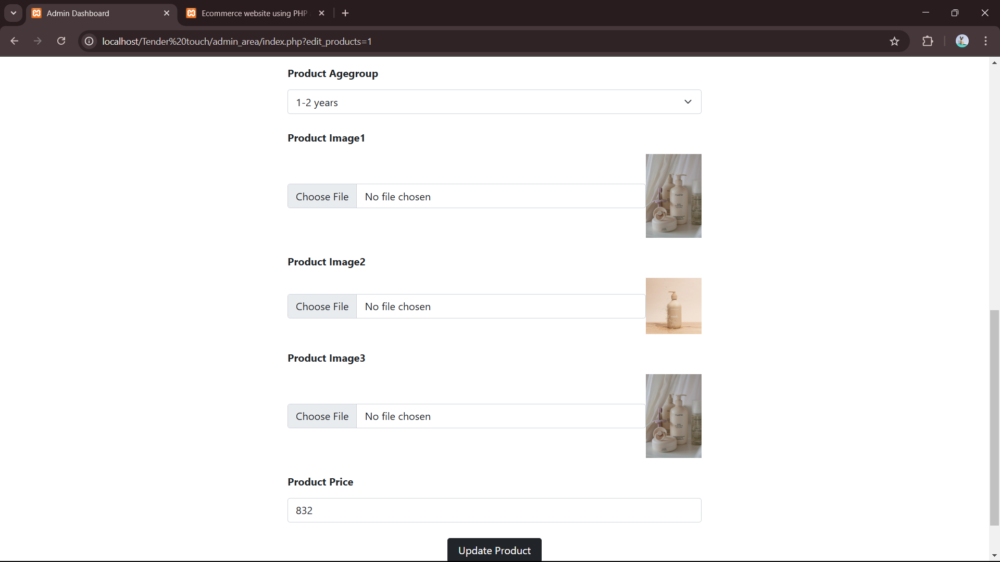 Admin Dashboard
Ecommerce website using PHP
localhost/Tender%20touch/admin_area/index.php?edit_products=1
Product Agegroup
1-2 years
Product Image1
Choose File No file chosen
Product Image2
Choose File No file chosen
Product Image3
Choose File No file chosen
Product Price
832
Update Product